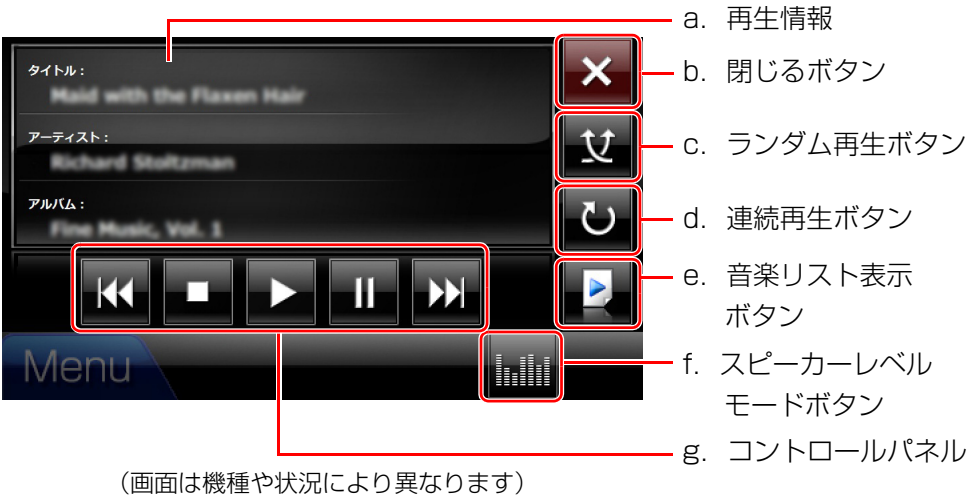 a. 再生情報
b. 閉じるボタン
c. ランダム再生ボタン
d. 連続再生ボタン
e. 音楽リスト表示
ボタン
f. スピーカーレベル
モードボタン
g. コントロールパネル
タイトル：
Maid with the Flaxen Hair
アーティスト：
Richard Stoltzman
アルバム：
Fine Music, Vol. 1
Menu
（画面は機種や状況により異なります）